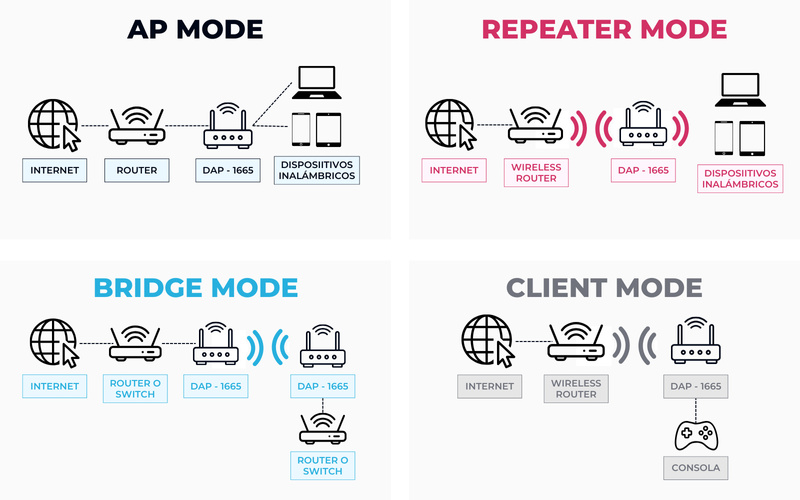 AP MODE
INTERNET
ROUTER
DAP - 1665
DISPOSIITIVOS
INALÁMBRICOS
REPEATER MODE
INTERNET
WIRELESS
ROUTER
DAP - 1665
DISPOSIITIVOS
INALÁMBRICOS
BRIDGE MODE
INTERNET
ROUTER O
SWITCH
DAP - 1665
DAP - 1665
ROUTER O
SWITCH
CLIENT MODE
INTERNET
WIRELESS
ROUTER
DAP - 1665
CONSOLA